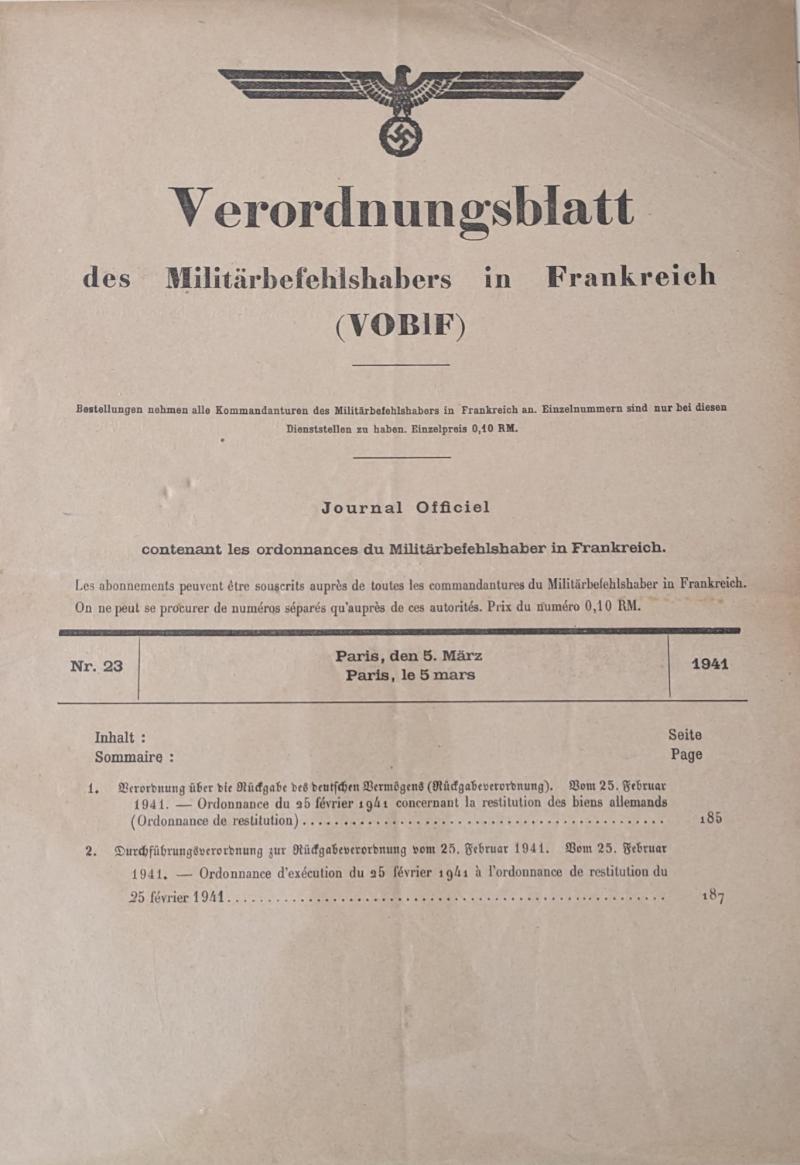 Verordnungsblatt
des Militärbefehlshabers in Frankreich
(VOBlF)
Bestellungen nehmen alle Kommandanturen des Militärbefehlshabers in Frankreich an. Einzelnummern sind nur bei diesen
Dienststellen zu haben. Einzelpreis 0,10 RM.
Journal Officiel
contenant les ordonnances du Militärbefehlshaber in Frankreich.
Les abonnements peuvent être souscrits auprès de toutes les commandantures du Militärbefehlshaber in Frankreich.
On ne peut se procurer de numéros séparés qu'auprès de ces autorités. Prix du numéro 0,10 RM.
Nr. 23
Paris, den 5. März
Paris, le 5 mars
1941
Inhalt : Seite
Sommaire : Page
1. Verordnung über die Rückgabe des deutschen Vermögens (Rückgabeverordnung). Vom 25. Februar
1941. — Ordonnance du 25 février 1941 concernant la restitution des biens allemands
(Ordonnance de restitution) . . . . . . . . . . . . . . . . . . . . 185
2. Durchführungsverordnung zur Rückgabeverordnung vom 25. Februar 1941. Vom 25. Februar
1941. — Ordonnance d'exécution du 25 février 1941 à l'ordonnance de restitution du
25 février 1941 . . . . . . . . . . . . . . . . . . . . 187